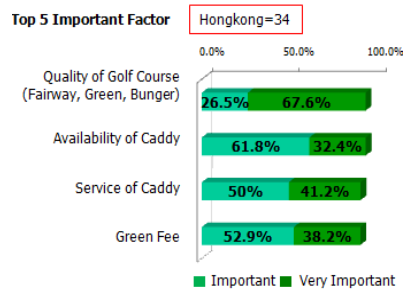 Top 5 Important Factor
Hongkong=34
0.0% 50.0% 100.0%
Quality of Golf Course
(Fairway, Green, Bunger)
26.5% 67.6%
Availability of Caddy
61.8% 32.4%
Service of Caddy
50% 41.2%
Green Fee
52.9% 38.2%
Important Very Important